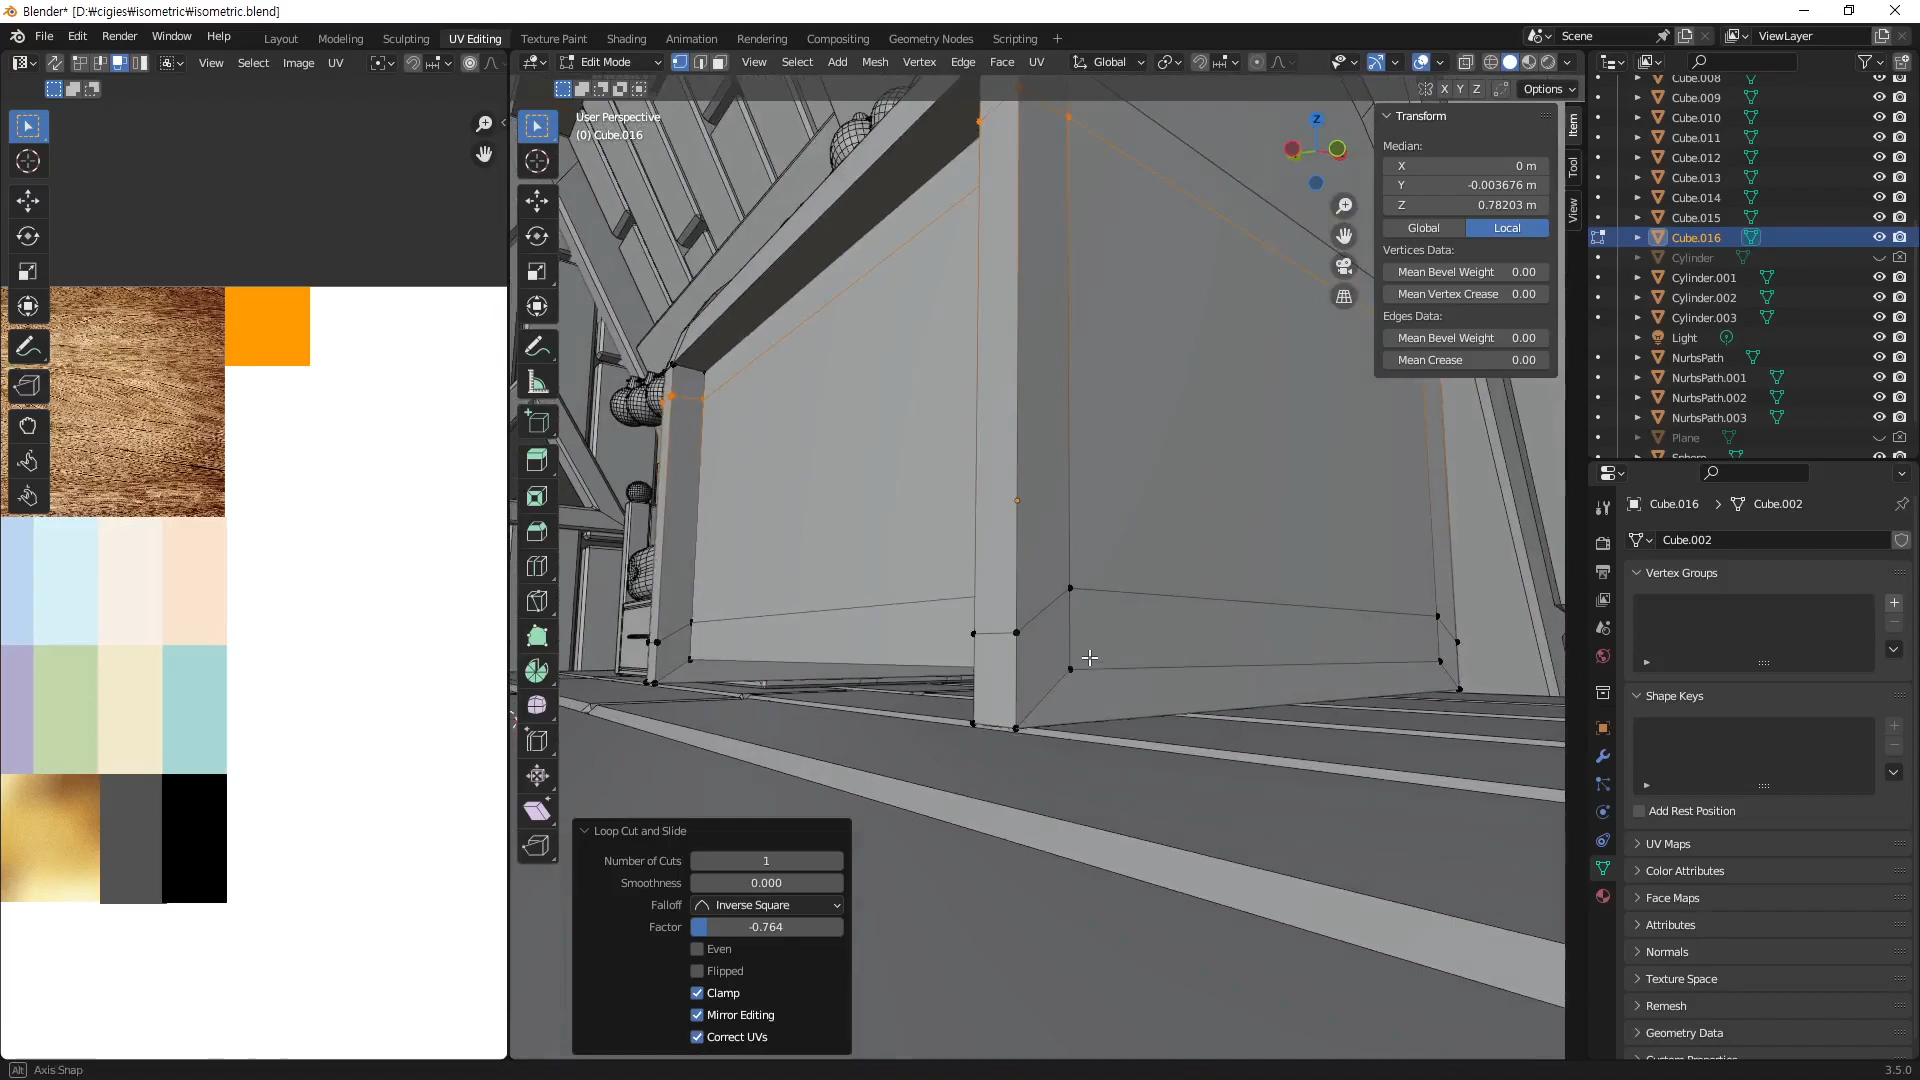 Blender* [D:₩cigies₩isometric₩isometric.blend]
File Edit Render Window Help Layout Modeling Sculpting UV Editing Texture Paint Shading Animation Rendering Compositing Geometry Nodes Scripting + Scene ViewLayer
View Select Image UV
Edit Mode View Select Add Mesh Vertex Edge Face UV Global
X Y Z Options
User Perspective
(0) Cube.016
Z
Transform
Median:
X 0 m
Y -0.003676 m
Z 0.78203 m
Global Local
Vertices Data:
Mean Bevel Weight 0.00
Mean Vertex Crease 0.00
Edges Data:
Mean Bevel Weight 0.00
Mean Crease 0.00
Item
Tool
View
Cube.008
Cube.009
Cube.010
Cube.011
Cube.012
Cube.013
Cube.014
Cube.015
Cube.016
Cylinder
Cylinder.001
Cylinder.002
Cylinder.003
Light
NurbsPath
NurbsPath.001
NurbsPath.002
NurbsPath.003
Plane
Sphere
Cube.016 > Cube.002
Cube.002
Vertex Groups
Shape Keys
Add Rest Position
UV Maps
Color Attributes
Face Maps
Attributes
Normals
Texture Space
Remesh
Geometry Data
Custom Properties
Loop Cut and Slide
Number of Cuts 1
Smoothness 0.000
Falloff Inverse Square
Factor -0.764
Even
Flipped
Clamp
Mirror Editing
Correct UVs
Alt Axis Snap
3.5.0